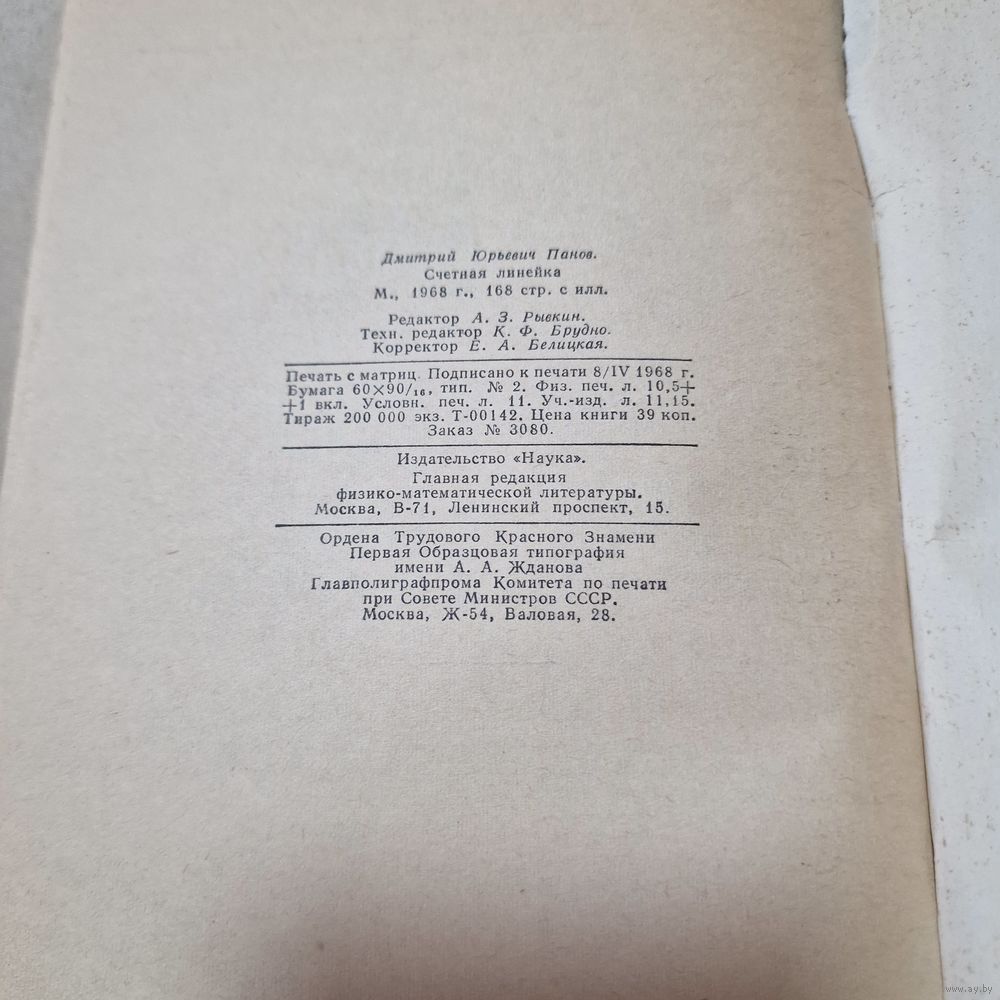 Дмитрий Юрьевич Панов.
Счетная линейка
М., 1968 г., 168 стр. с илл.
Редактор А. З. Рывкин.
Техн. редактор К. Ф. Брудно.
Корректор Е. А. Белицкая.
Печать с матриц. Подписано к печати 8/IV 1968 г.
Бумага 60×90/16, тип. № 2. Физ. печ. л. 10,5+
+1 вкл. Условн. печ. л. 11. Уч.-изд. л. 11,15.
Тираж 200 000 экз. Т-00142. Цена книги 39 коп.
Заказ № 3080.
Издательство «Наука».
Главная редакция
физико-математической литературы.
Москва, В-71, Ленинский проспект, 15.
Ордена Трудового Красного Знамени
Первая Образцовая типография
имени А. А. Жданова
Главполиграфпрома Комитета по печати
при Совете Министров СССР.
Москва, Ж-54, Валовая, 28.
www.ay.by